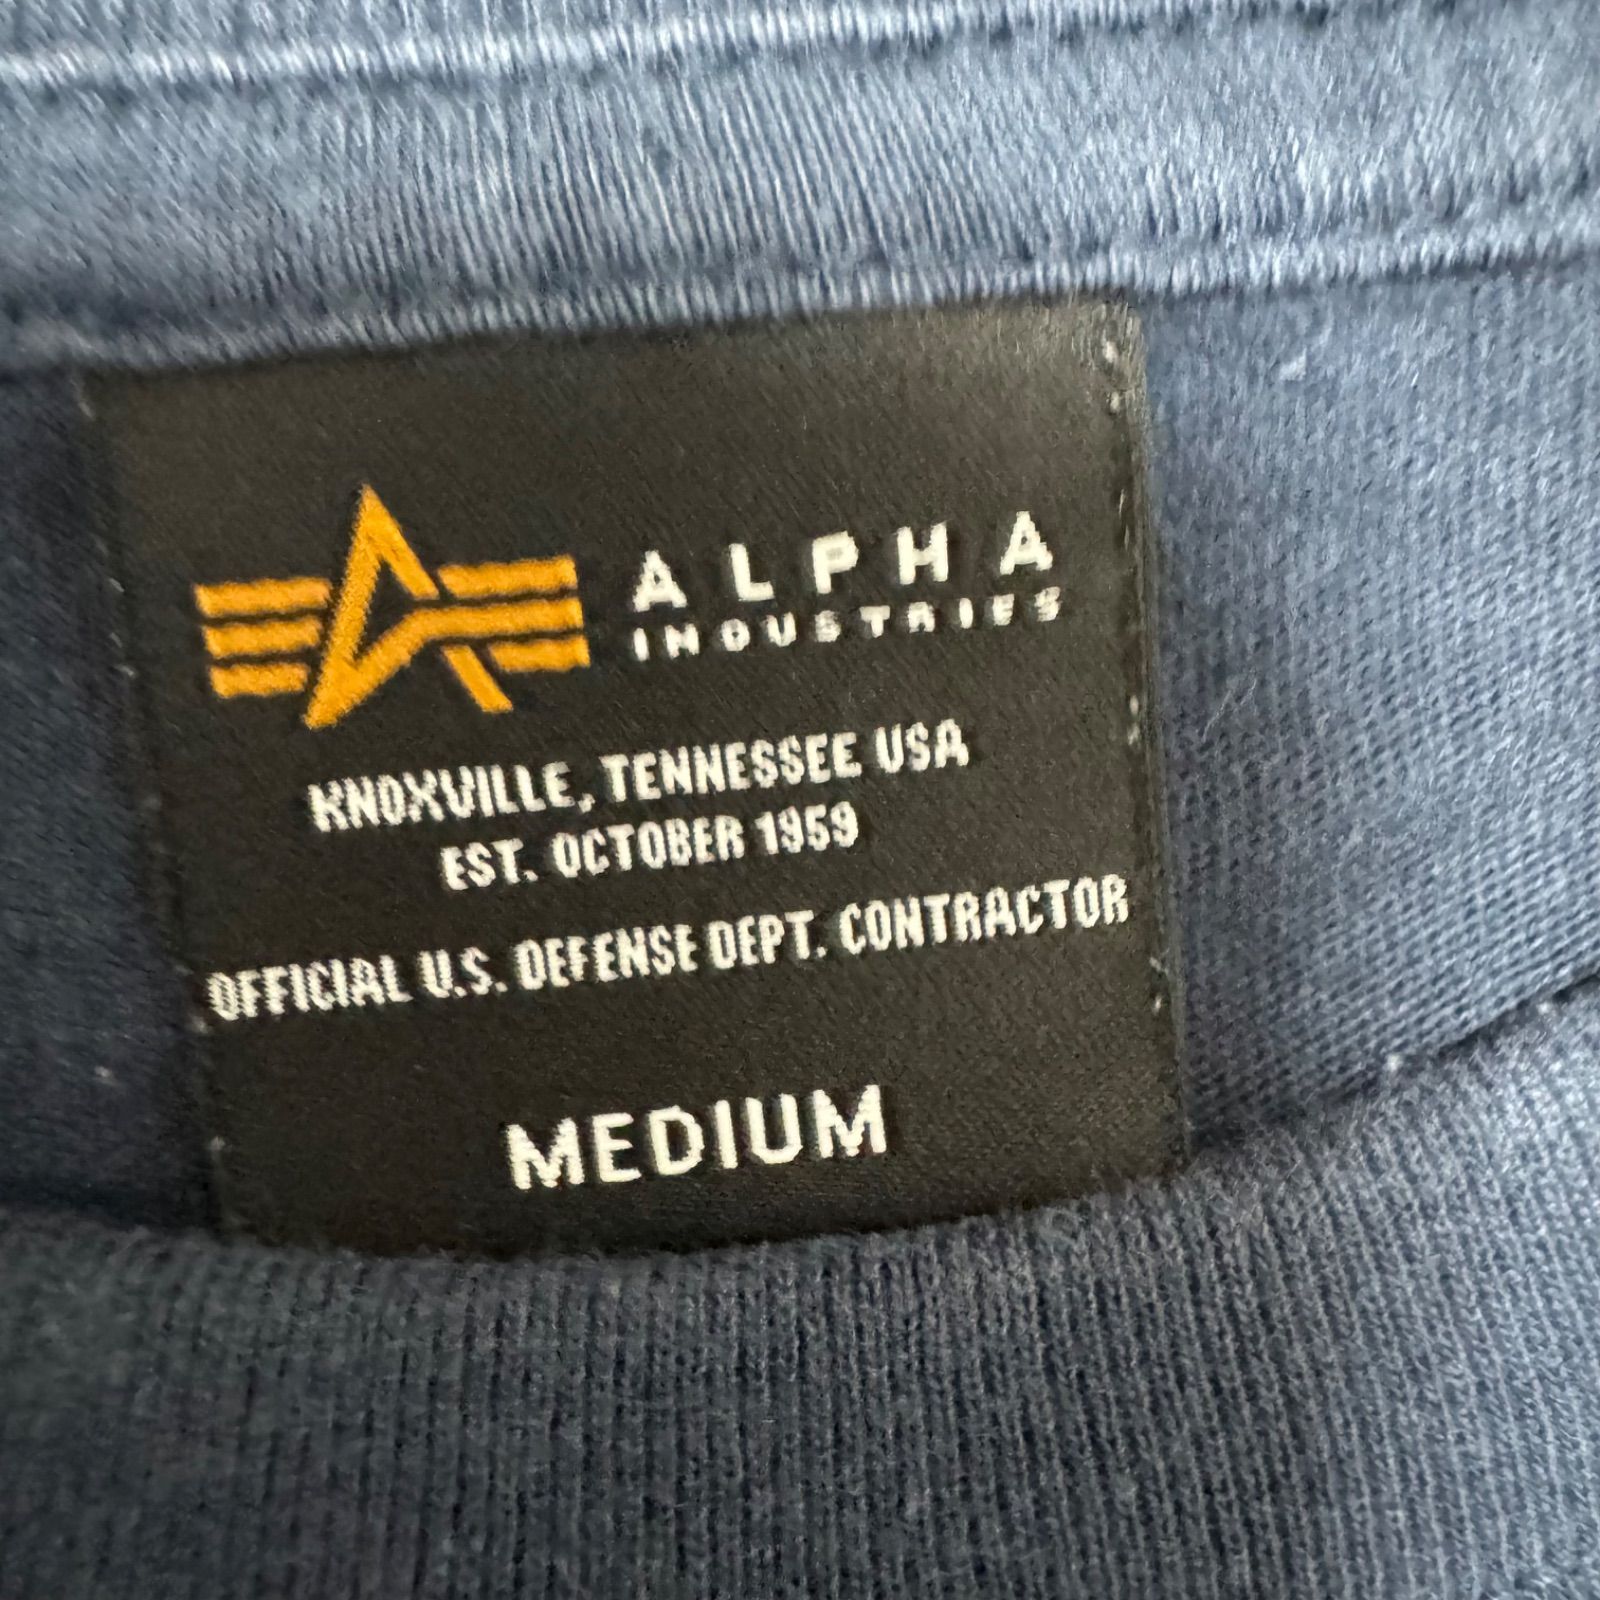 ALPHA
INDUSTRIES
KNOXVILLE, TENNESSEE USA
EST. OCTOBER 1959
OFFICIAL U.S. DEFENSE DEPT. CONTRACTOR
MEDIUM